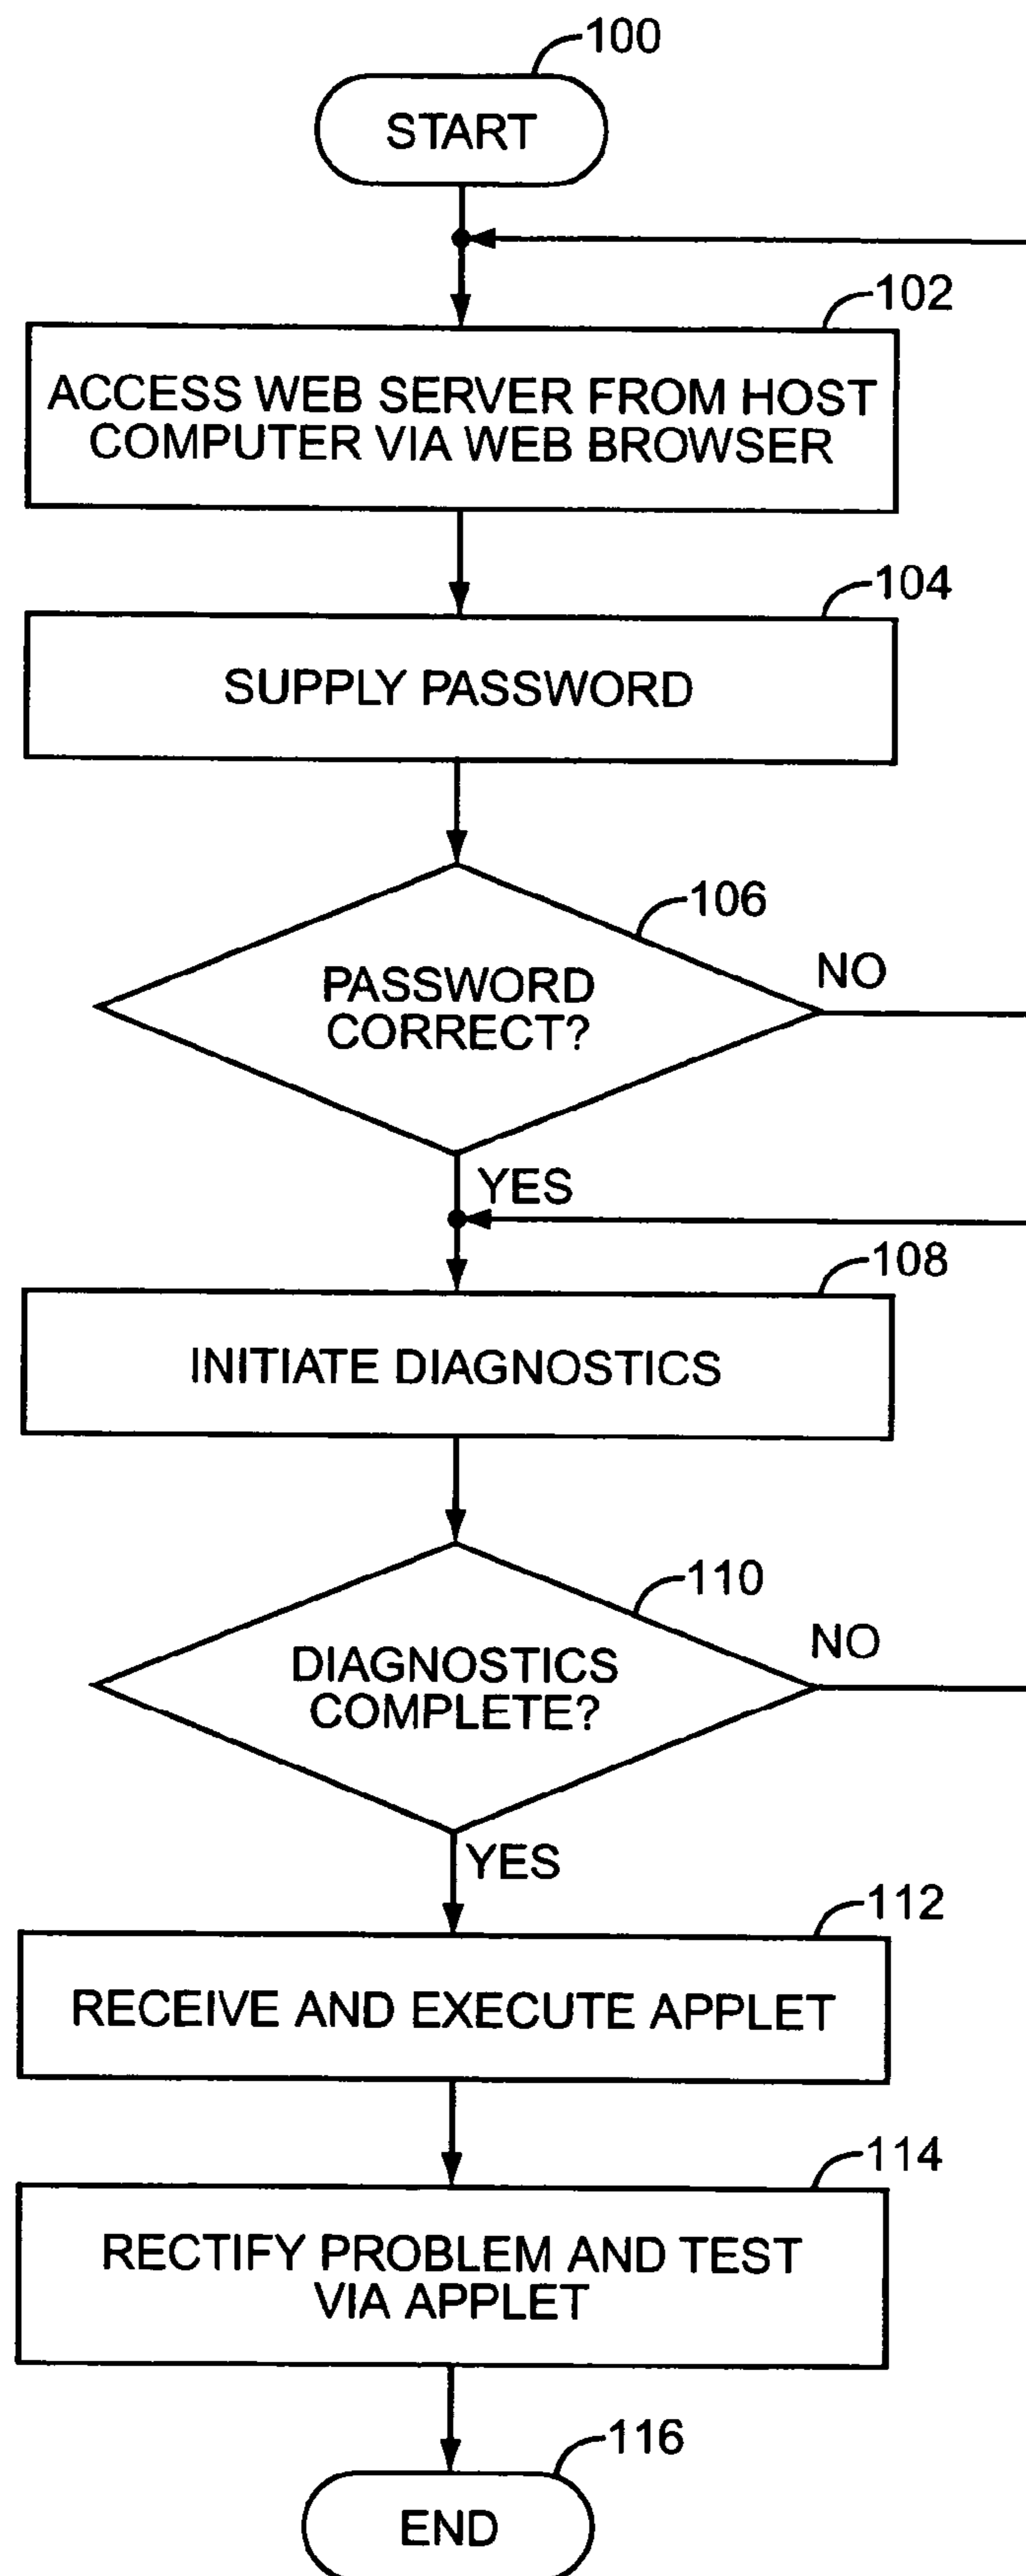 100
START
102
ACCESS WEB SERVER FROM HOST
COMPUTER VIA WEB BROWSER
104
SUPPLY PASSWORD
106
PASSWORD
CORRECT?
NO
YES
108
INITIATE DIAGNOSTICS
110
DIAGNOSTICS
COMPLETE?
NO
YES
112
RECEIVE AND EXECUTE APPLET
114
RECTIFY PROBLEM AND TEST
VIA APPLET
116
END